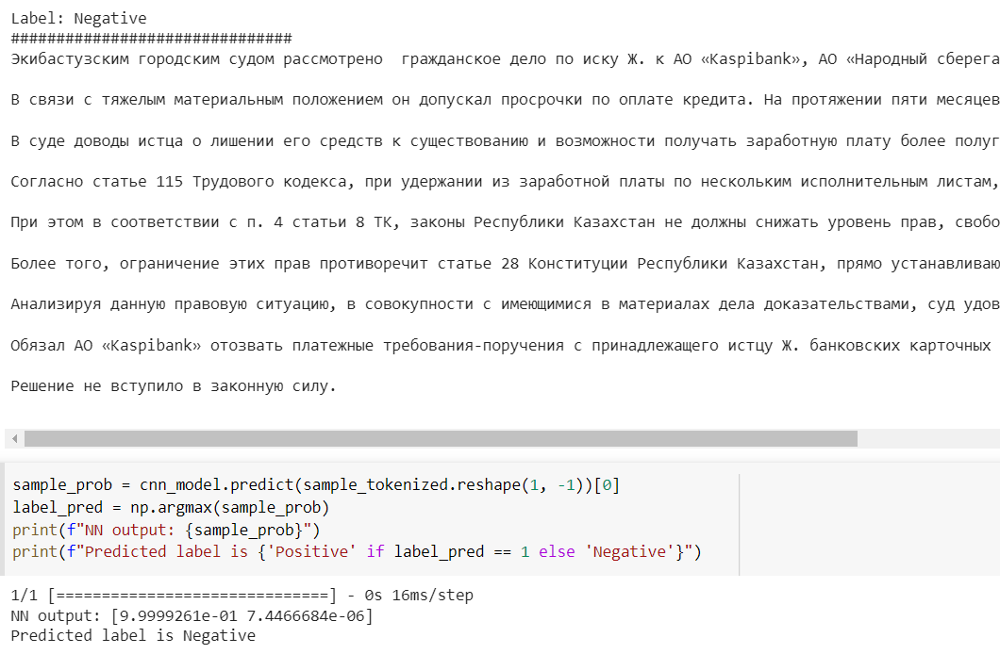 Label: Negative
###############################
Экибастузским городским судом рассмотрено  гражданское дело по иску Ж. к АО «Kaspibank», АО «Народный сберега
В связи с тяжелым материальным положением он допускал просрочки по оплате кредита. На протяжении пяти месяцев
В суде доводы истца о лишении его средств к существованию и возможности получать заработную плату более полуг
Согласно статье 115 Трудового кодекса, при удержании из заработной платы по нескольким исполнительным листам,
При этом в соответствии с п. 4 статьи 8 ТК, законы Республики Казахстан не должны снижать уровень прав, свобо
Более того, ограничение этих прав противоречит статье 28 Конституции Республики Казахстан, прямо устанавливаю
Анализируя данную правовую ситуацию, в совокупности с имеющимися в материалах дела доказательствами, суд удов
Обязал АО «Kaspibank» отозвать платежные требования-поручения с принадлежащего истцу Ж. банковских карточных
Решение не вступило в законную силу.
sample_prob = cnn_model.predict(sample_tokenized.reshape(1, -1))[0]
label_pred = np.argmax(sample_prob)
print(f"NN output: {sample_prob}")
print(f"Predicted label is {'Positive' if label_pred == 1 else 'Negative'}")
1/1 [==============================] - 0s 16ms/step
NN output: [9.9999261e-01 7.4466684e-06]
Predicted label is Negative